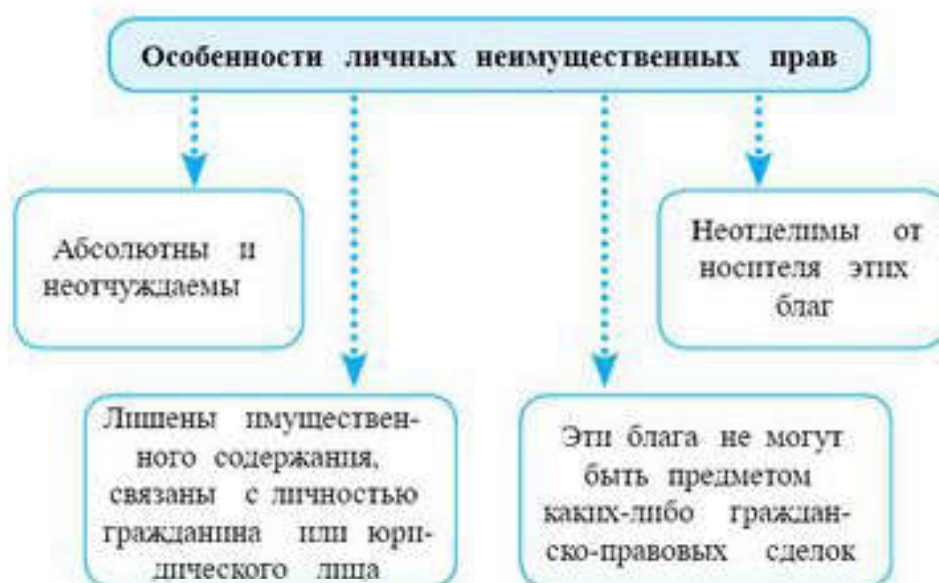 Особенности личных неимущественных прав
Абсолютны и
неотчуждаемы
Неотделимы от
носителя этих
благ
Лишены имуществен-
ного содержания,
связаны с личностью
гражданина или юри-
дического лица
Эти блага не могут
быть предметом
каких-либо граждан-
ско-правовых сделок